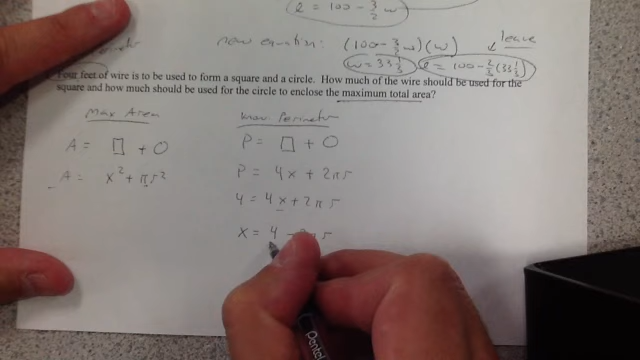 l = 100 - 3/2 w
new equation: (100 - 3/2 w)(w)
leave
w = 33 1/3
l = 100 - 3/2 (33 1/3)
Four feet of wire is to be used to form a square and a circle. How much of the wire should be used for the
square and how much should be used for the circle to enclose the maximum total area?
Max. Area
Perimeter
A = □ + O
P = □ + O
A = x² + πr²
P = 4x + 2πr
4 = 4x + 2πr
x = 4 -